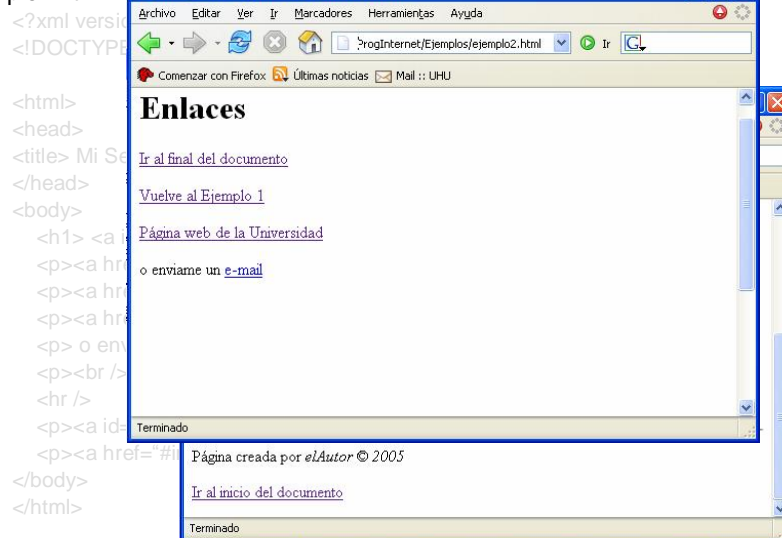 <?xml versi
<!DOCTYPE
<html>
<head>
<title> Mi Se
</head>
<body>
<h1> <a i
<p><a hr
<p><a hr
<p><a hr
<p> o env
<p><br />
<hr />
<p><a id=
<p><a href="#i
</body>
</html>
Archivo Editar Ver Ir Marcadores Herramientas Ayuda
ProgInternet/Ejemplos/ejemplo2.html Ir
Comenzar con Firefox Últimas noticias Mail :: UHU
Enlaces
Ir al final del documento
Vuelve al Ejemplo 1
Página web de la Universidad
o enviame un e-mail
Terminado
Página creada por elAutor © 2005
Ir al inicio del documento
Terminado